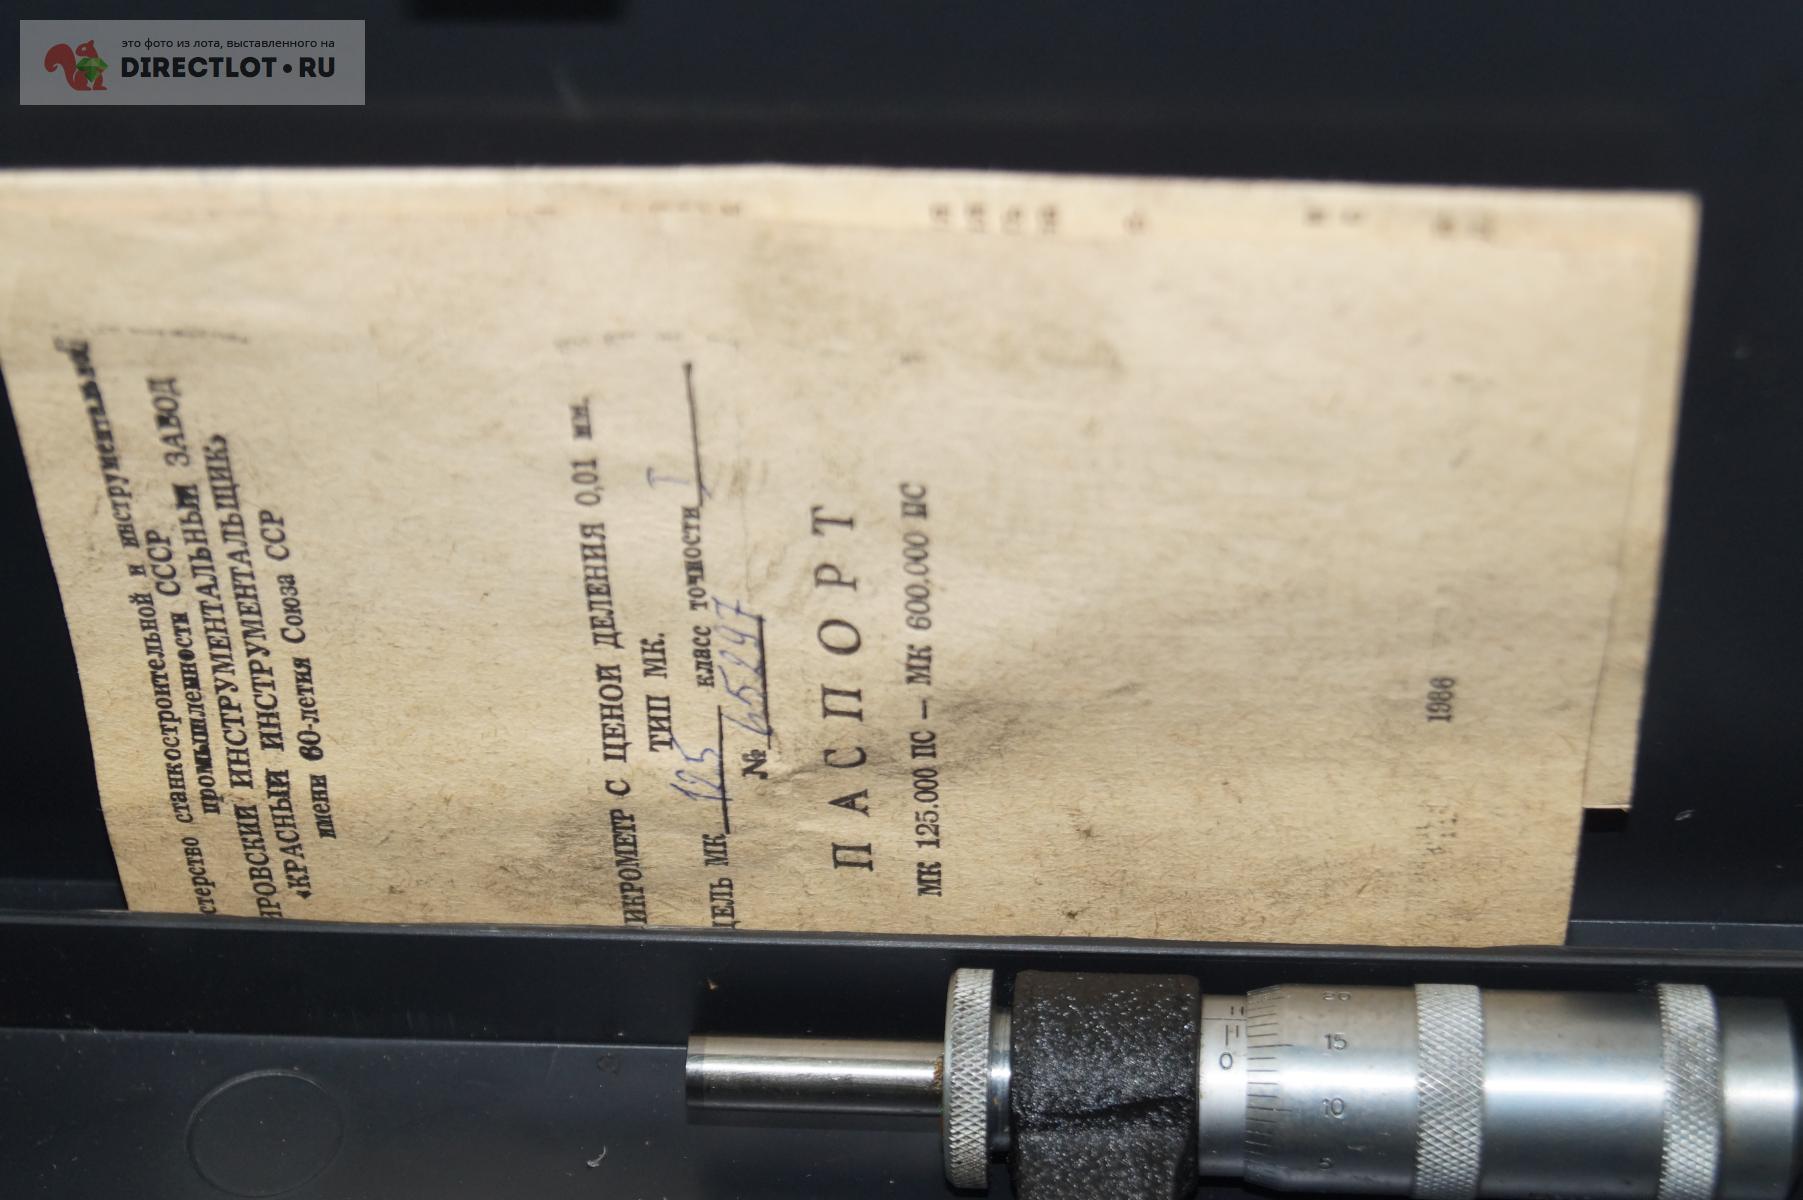 это фото из лота, выставленного на
DIRECTLOT.RU
стерство станкостроительной и инструментальной
промышленности СССР
ИРОВСКИЙ ИНСТРУМЕНТАЛЬНЫЙ ЗАВОД
«КРАСНЫЙ ИНСТРУМЕНТАЛЬЩИК»
имени 60-летия Союза ССР
ИКРОМЕТР С ЦЕНОЙ ДЕЛЕНИЯ 0,01 мм.
ТИП МК.
ДЕЛЬ МК 125 класс точности I
№ 65297
ПАСПОРТ
МК 125.000 ПС — МК 600.000 ПС
1986
0
20
15
10
5